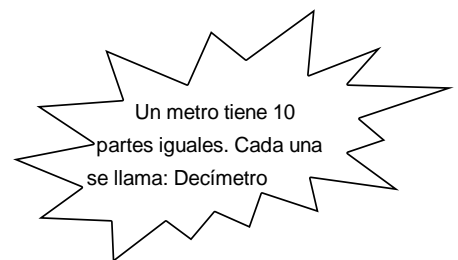 Un metro tiene 10
partes iguales. Cada una
se llama: Decímetro